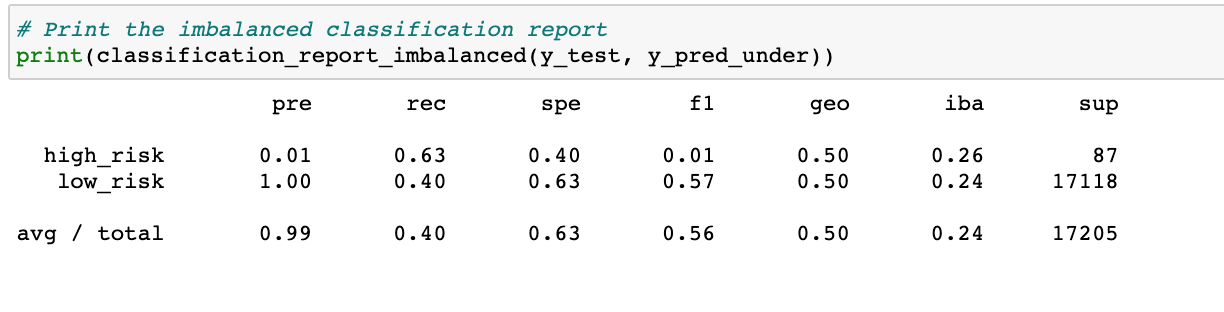 # Print the imbalanced classification report
print(classification_report_imbalanced(y_test, y_pred_under))
pre rec spe f1 geo iba sup
high_risk 0.01 0.63 0.40 0.01 0.50 0.26 87
low_risk 1.00 0.40 0.63 0.57 0.50 0.24 17118
avg / total 0.99 0.40 0.63 0.56 0.50 0.24 17205